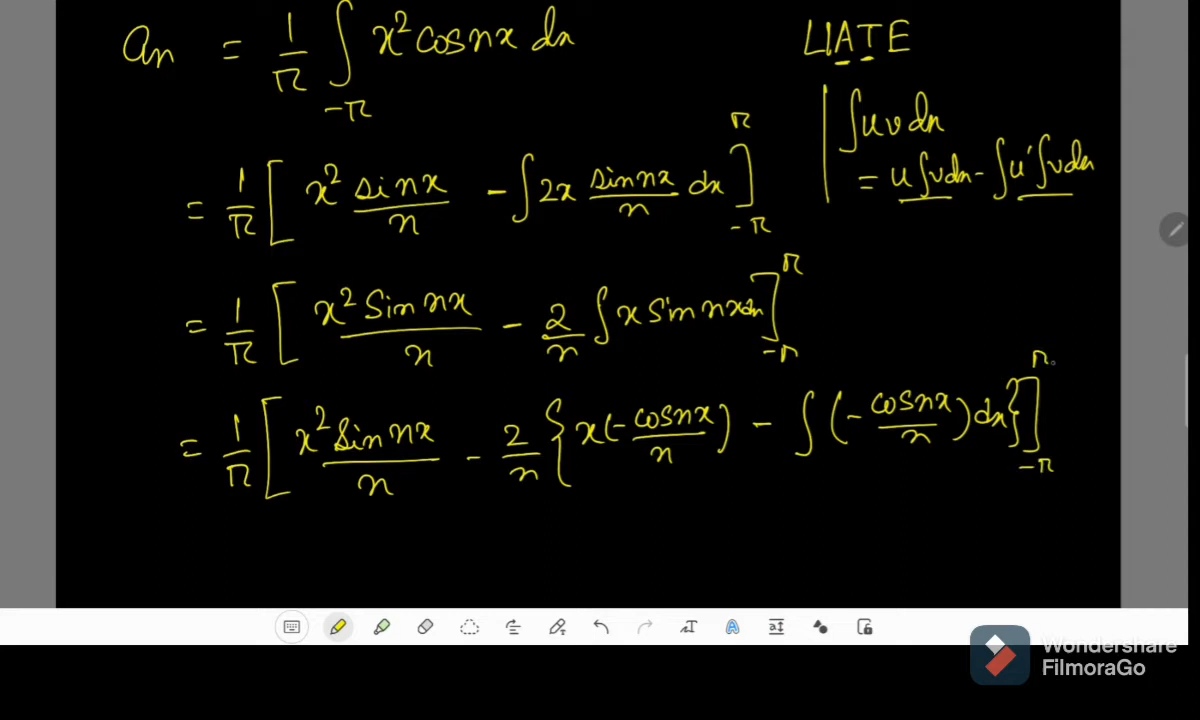 an = 1/π ∫_{-π} x² cos nx dx
LIATE
∫uv dx
= u∫v dx - ∫u'∫v dx
= 1/π [ x² sin nx/n - ∫2x sin nx/n dx ]_{-π}^{π}
= 1/π [ x² Sin nx/n - 2/n ∫x Sin nx dx ]_{-π}^{π}
= 1/π [ x² Sin nx/n - 2/n { x(-cos nx/n) - ∫(-cos nx/n) dx } ]_{-π}^{π}
Wondershare
FilmoraGo